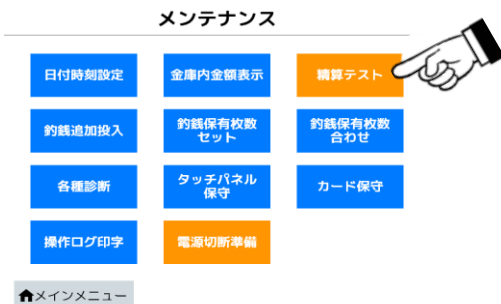 メンテナンス
日付時刻設定
金庫内金額表示
精算テスト
釣銭追加投入
釣銭保有枚数
セット
釣銭保有枚数
合わせ
各種診断
タッチパネル
保守
カード保守
操作ログ印字
電源切断準備
メインメニュー